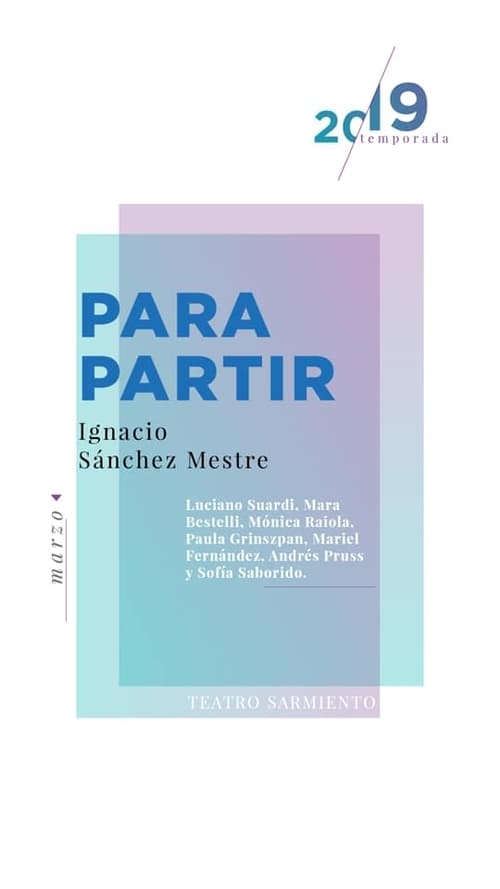 2019
temporada
PARA
PARTIR
Ignacio
Sánchez Mestre
marzo
Luciano Suardi, Mara
Bestelli, Mónica Raiola,
Paula Grinszpan, Mariel
Fernández, Andrés Pruss
y Sofía Saborido.
TEATRO SARMIENTO